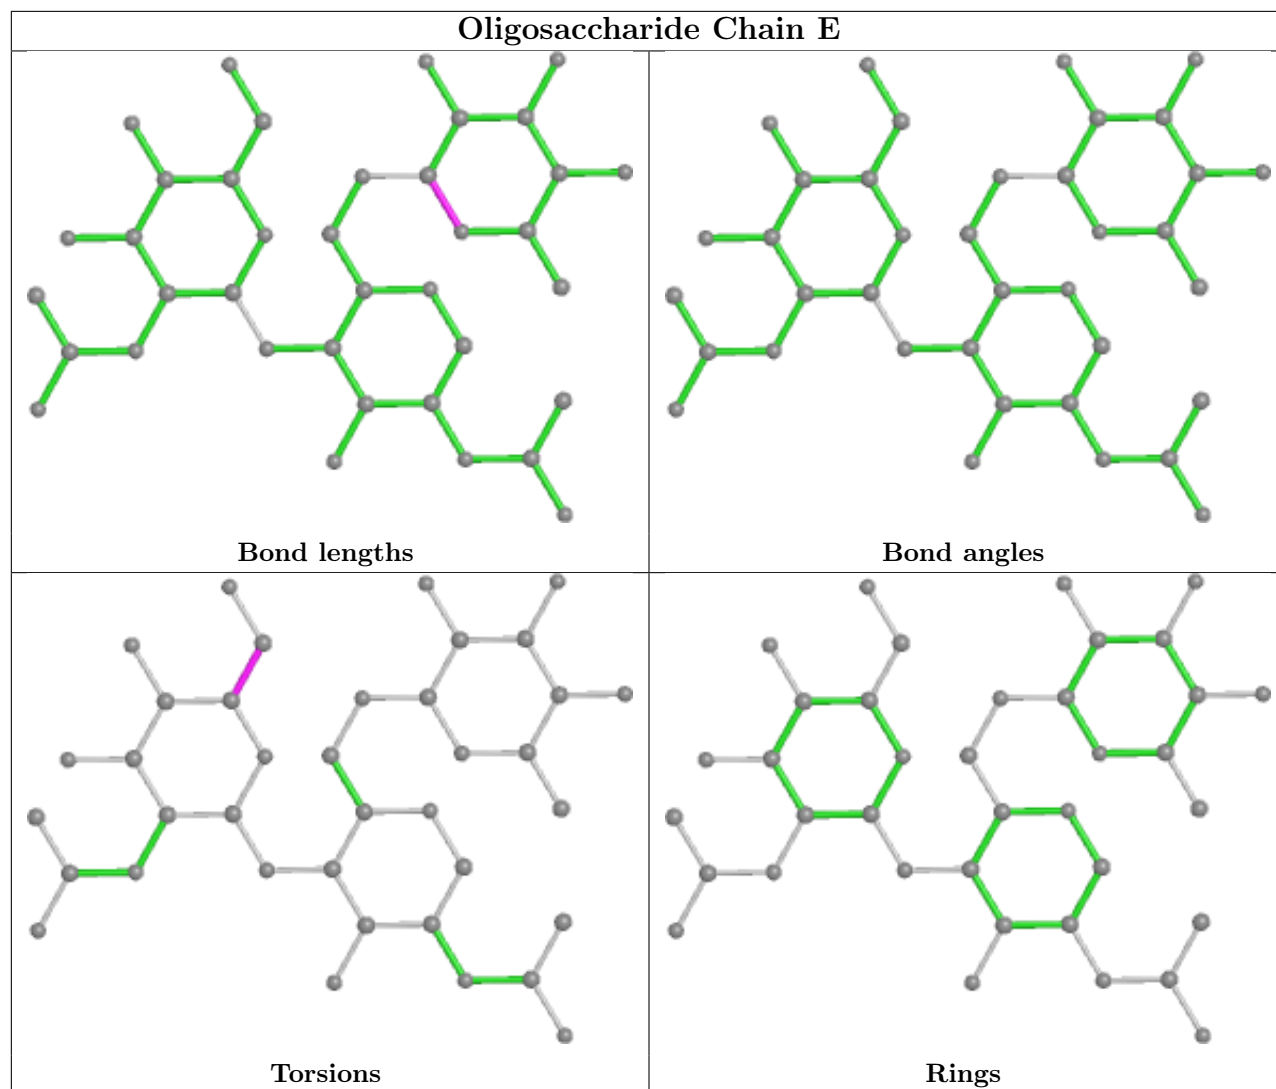 Oligosaccharide Chain E
Bond lengths
Bond angles
Torsions
Rings